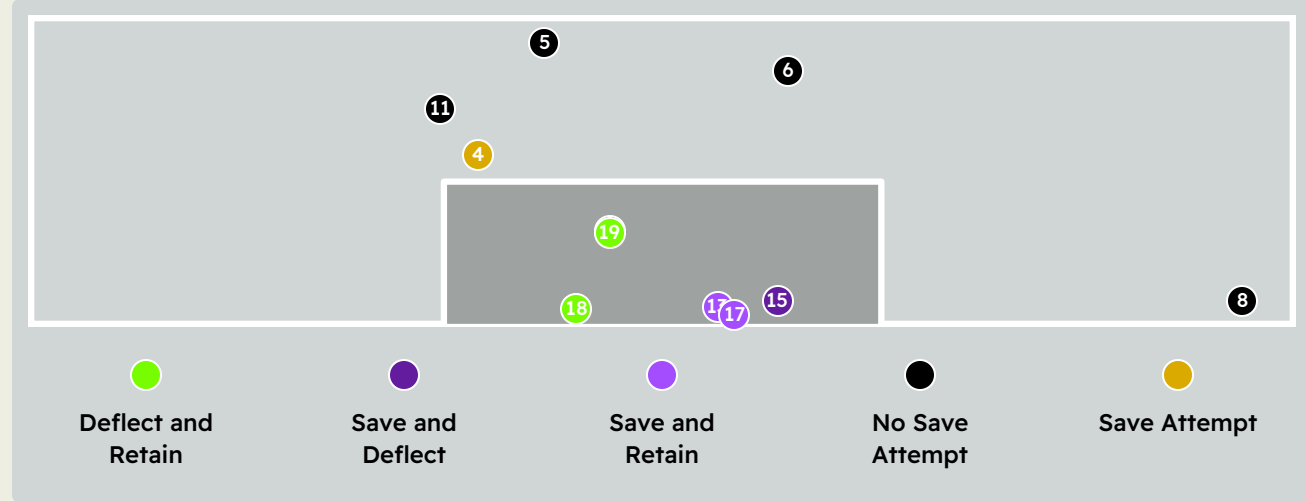 5
6
11
4
19
18
17
15
8
Deflect and
Retain
Save and
Deflect
Save and
Retain
No Save
Attempt
Save Attempt